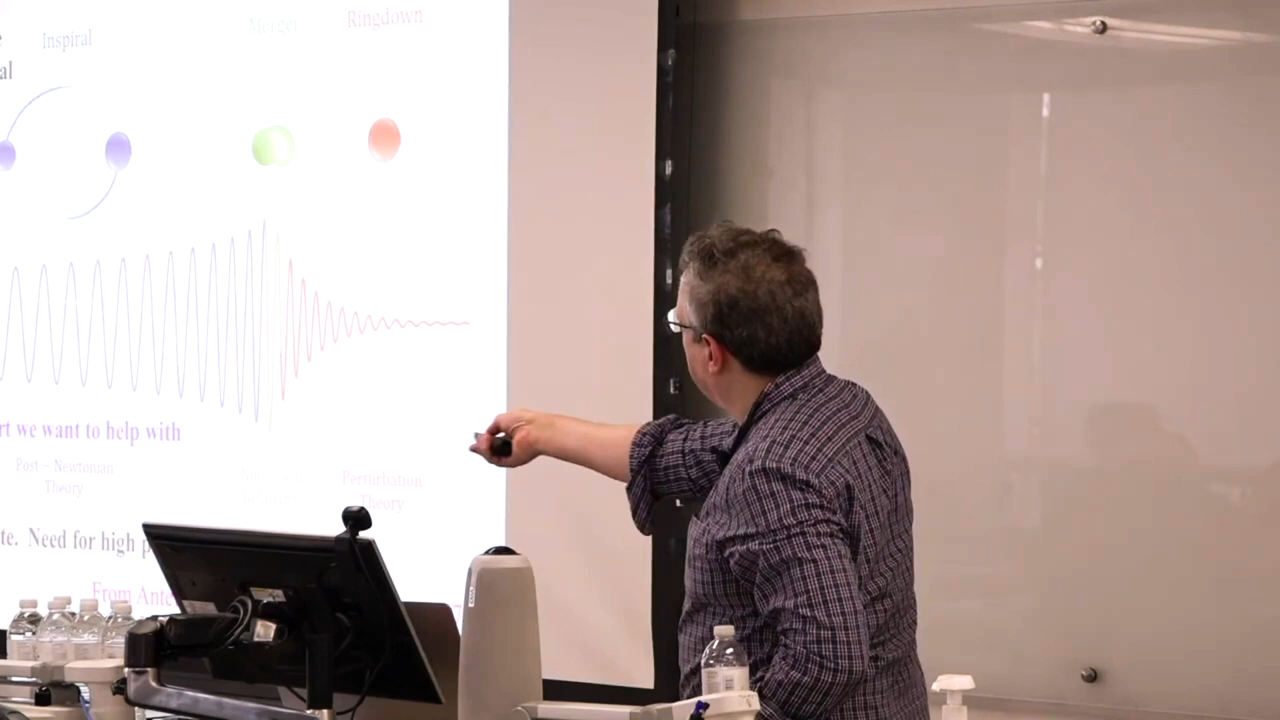 Inspiral
Merger
Ringdown
al
rt we want to help with
Post – Newtonian
Theory
Perturbation
Theory
te. Need for high p
From Ante